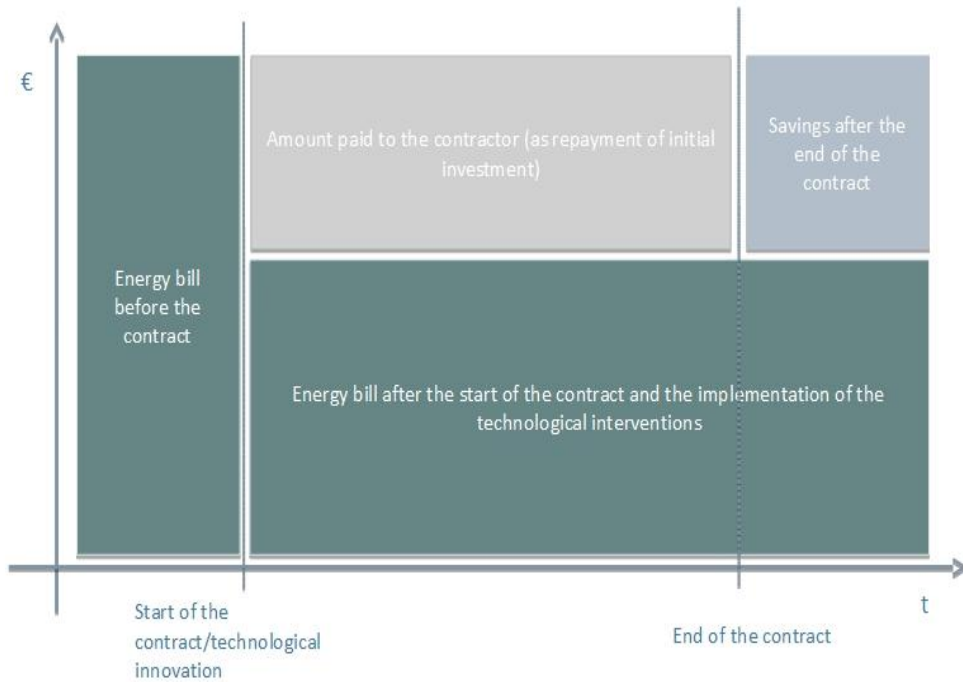 €
Energy bill
before the
contract
Amount paid to the contractor (as repayment of initial
investment)
Savings after the
end of the
contract
Energy bill after the start of the contract and the implementation of the
technological interventions
t
Start of the
contract/technological
innovation
End of the contract